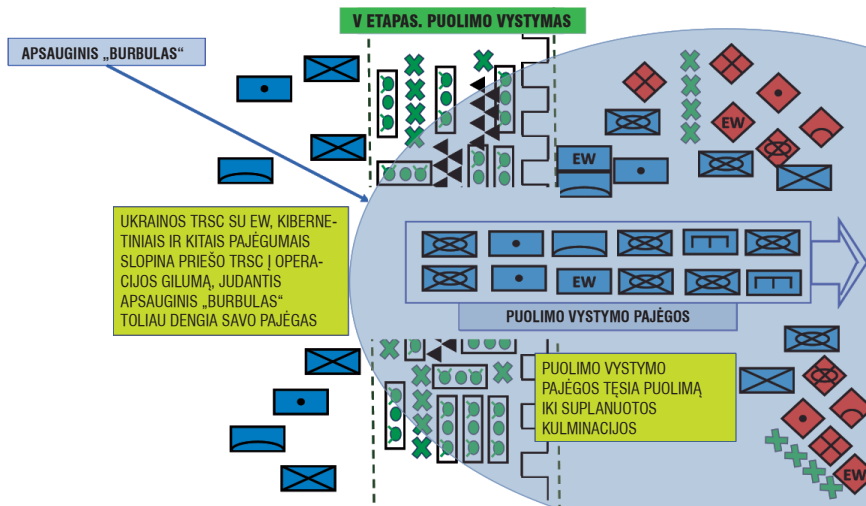 V ETAPAS. PUOLIMO VYSTYMAS
APSAUGINIS „BURBULAS“
EW
EW
UKRAINOS TRSC SU EW, KIBERNE-
TINIAIS IR KITAIS PAJĖGUMAIS
SLOPINA PRIEŠO TRSC Į OPERA-
CIJOS GILUMĄ, JUDANTIS
APSAUGINIS „BURBULAS“
TOLIAU DENGIA SAVO PAJĖGAS
EW
PUOLIMO VYSTYMO PAJĖGOS
PUOLIMO VYSTYMO
PAJĖGOS TĘSIA PUOLIMĄ
IKI SUPLANUOTOS
KULMINACIJOS
EW